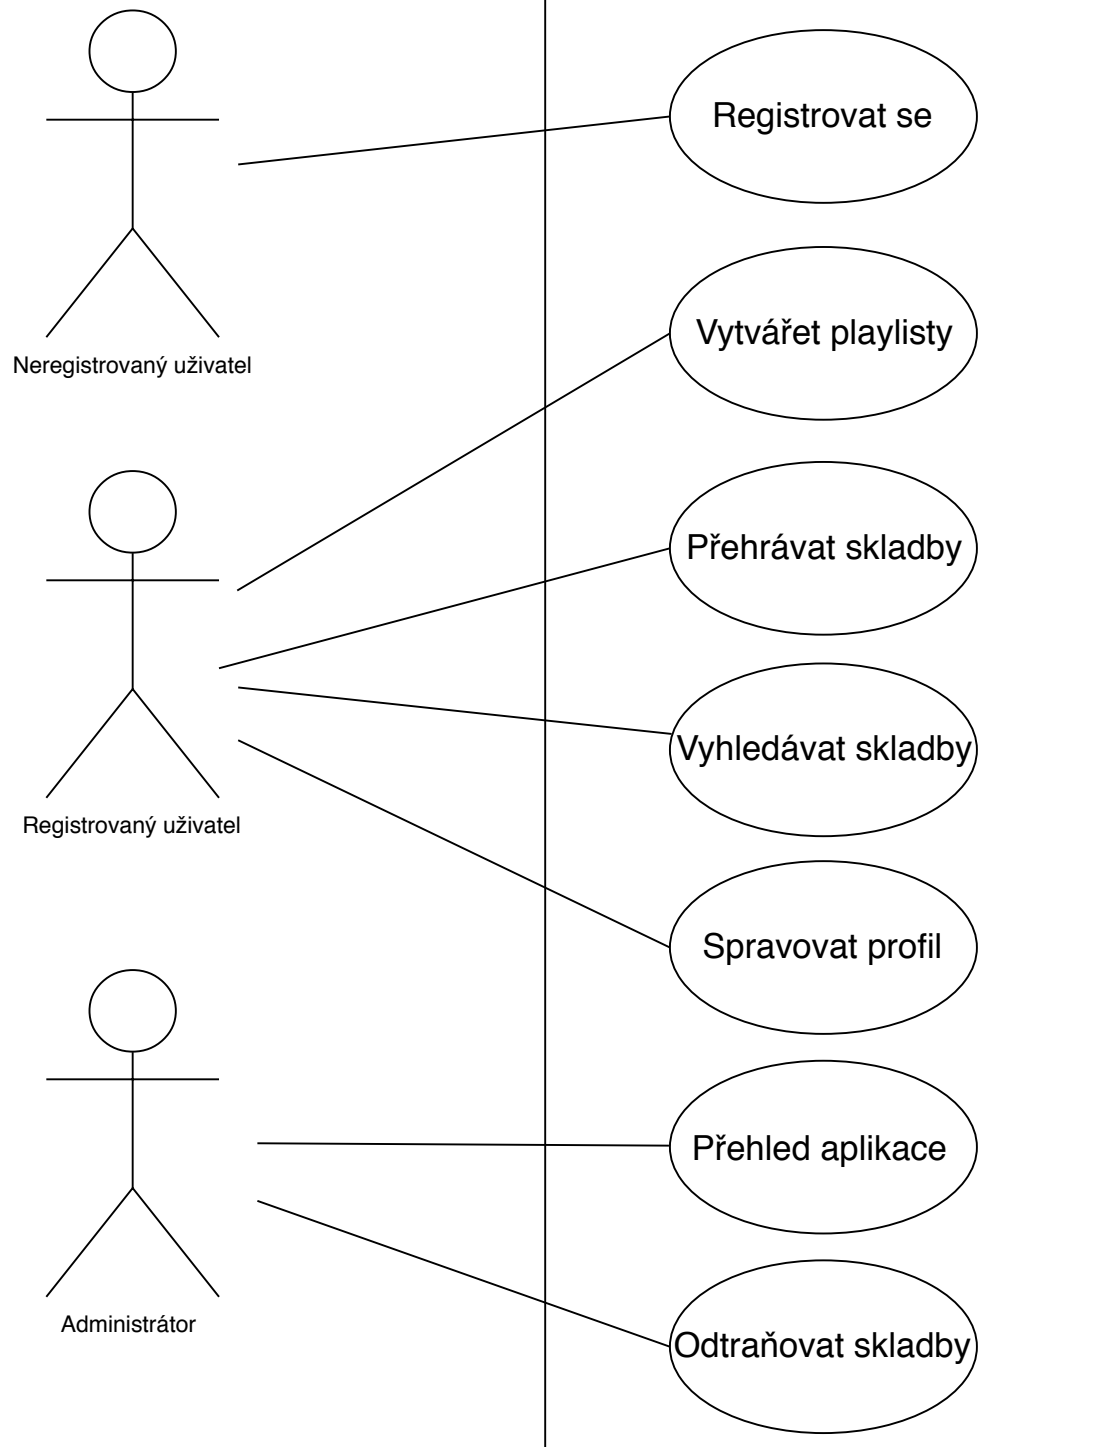 Registrovat se
Vytvářet playlisty
Neregistrovaný uživatel
Přehrávat skladby
Vyhledávat skladby
Registrovaný uživatel
Spravovat profil
Přehled aplikace
Administrátor
Odtraňovat skladby